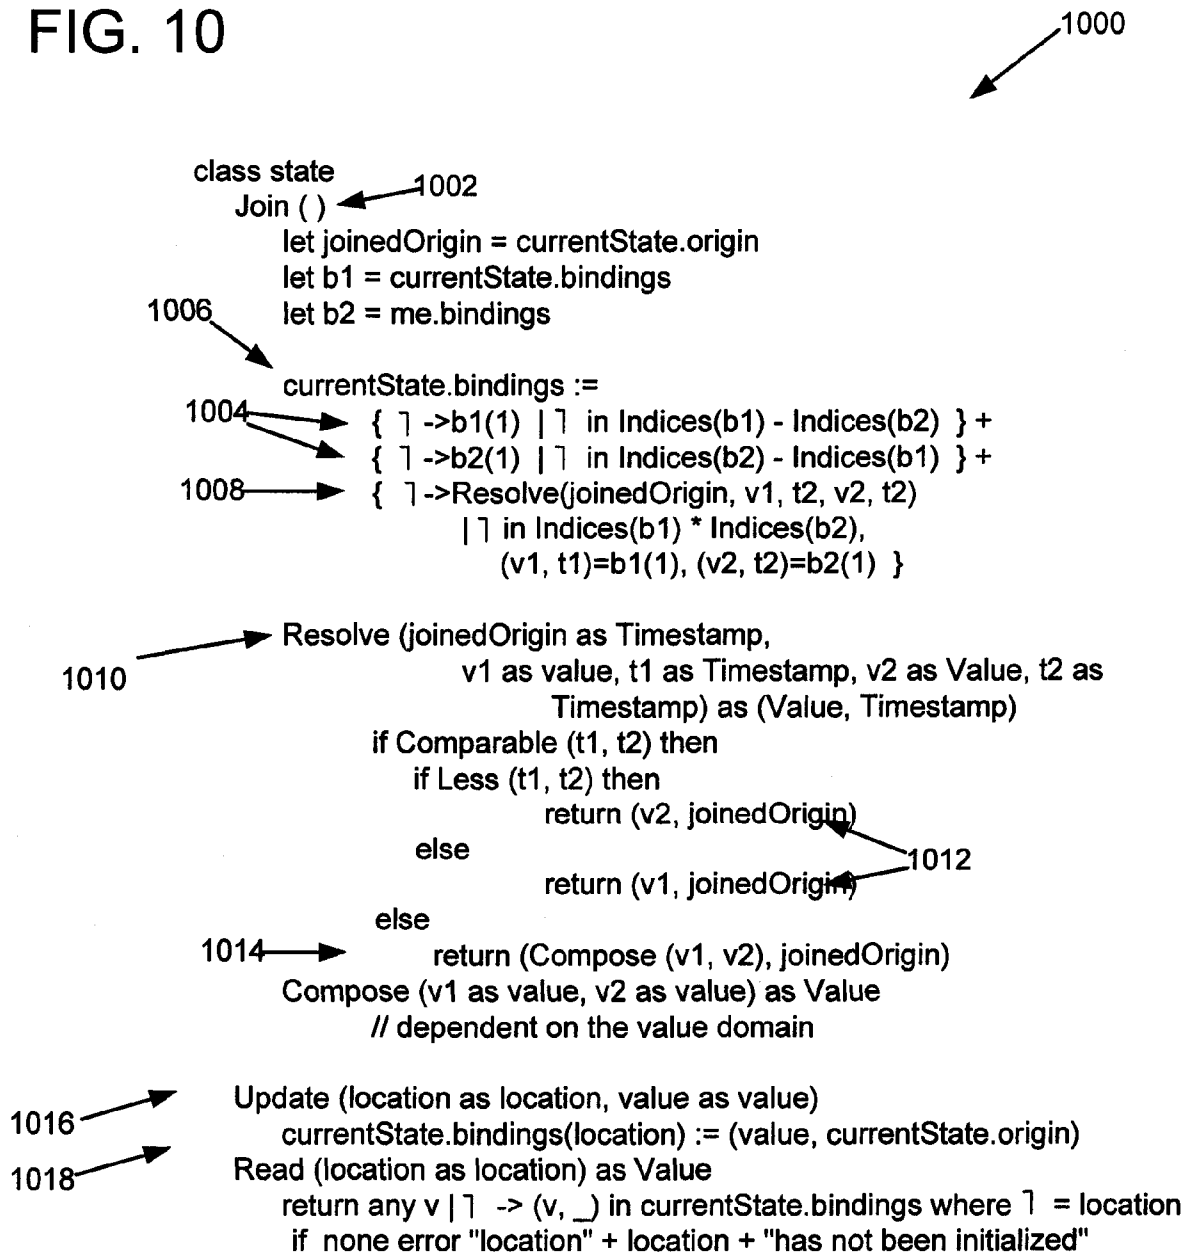 FIG. 10
1000
class state
Join ( )
1002
let joinedOrigin = currentState.origin
let b1 = currentState.bindings
let b2 = me.bindings
1006
currentState.bindings :=
1004
{ ˥ ->b1(1) | ˥ in Indices(b1) - Indices(b2) } +
{ ˥ ->b2(1) | ˥ in Indices(b2) - Indices(b1) } +
1008
{ ˥ ->Resolve(joinedOrigin, v1, t2, v2, t2)
| ˥ in Indices(b1) * Indices(b2),
(v1, t1)=b1(1), (v2, t2)=b2(1) }
1010
Resolve (joinedOrigin as Timestamp,
v1 as value, t1 as Timestamp, v2 as Value, t2 as
Timestamp) as (Value, Timestamp)
if Comparable (t1, t2) then
if Less (t1, t2) then
return (v2, joinedOrigin)
else
1012
return (v1, joinedOrigin)
else
1014
return (Compose (v1, v2), joinedOrigin)
Compose (v1 as value, v2 as value) as Value
// dependent on the value domain
1016
Update (location as location, value as value)
currentState.bindings(location) := (value, currentState.origin)
1018
Read (location as location) as Value
return any v | ˥ -> (v, _) in currentState.bindings where ˥ = location
if none error "location" + location + "has not been initialized"